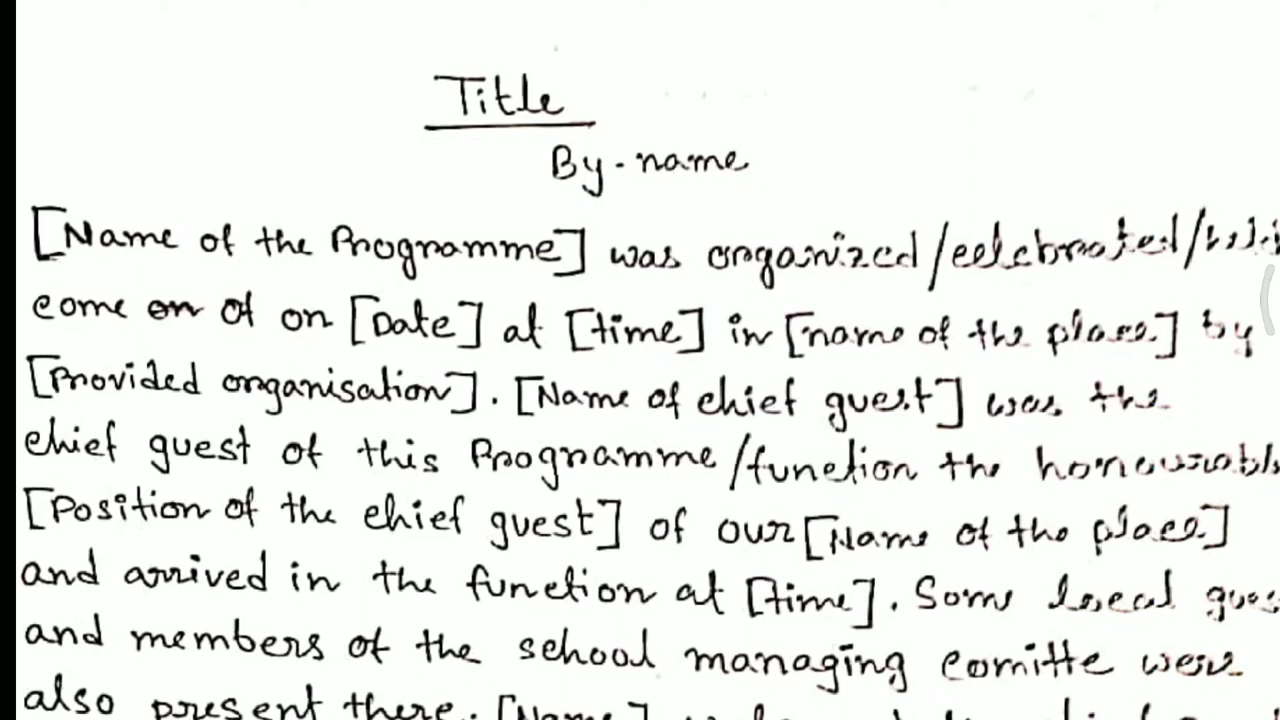 Title
By-name
[Name of the Programme] was organized/celebrated/
come on of on [Date] at [time] in [name of the place] by
[Provided organisation]. [Name of chief guest] was the
chief guest of this Programme/function the honourable
[Position of the chief guest] of our [Name of the place]
and arrived in the function at [time]. Some local
and members of the school managing comitte were
also present there. [Name]